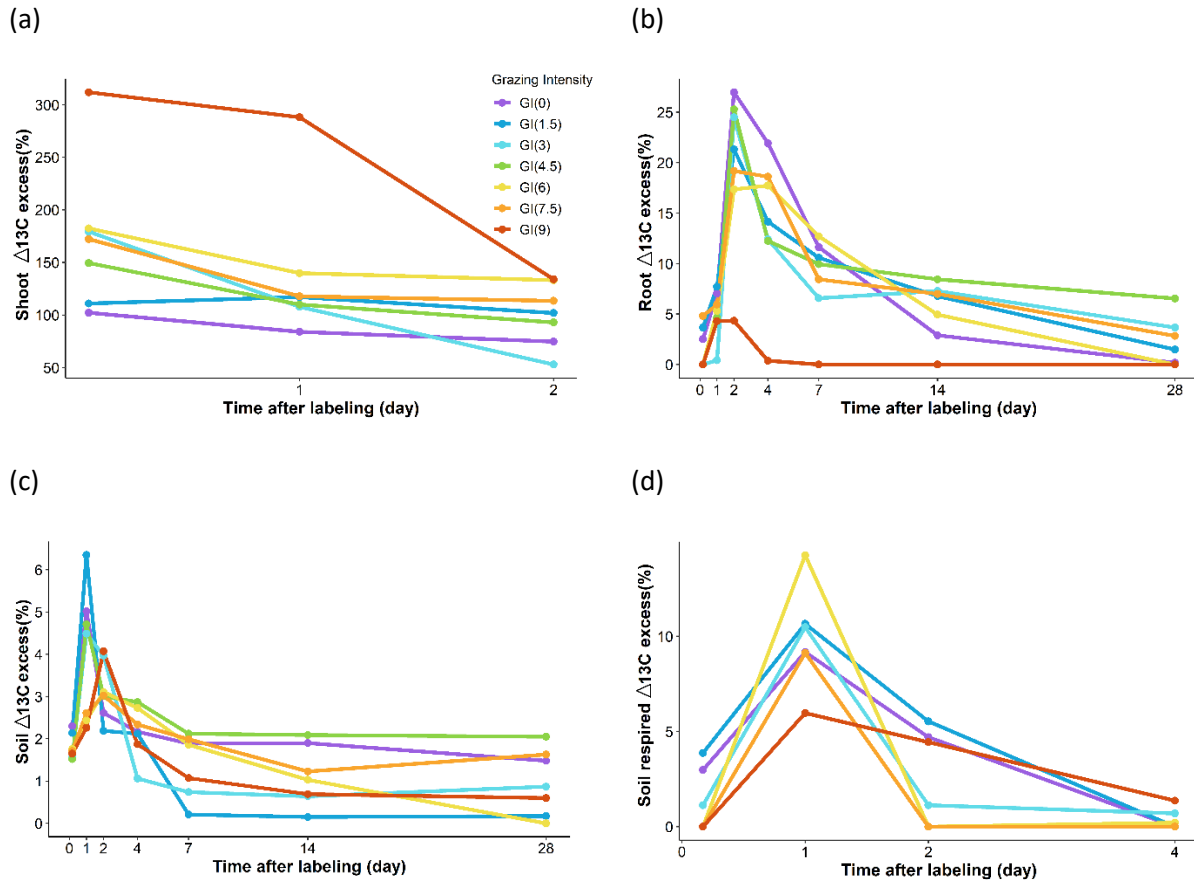 (a)
Shoot △13C excess(%)
300
250
200
150
100
50
1
2
Time after labeling (day)
Grazing Intensity
GI(0)
GI(1.5)
GI(3)
GI(4.5)
GI(6)
GI(7.5)
GI(9)
(b)
Root △13C excess(%)
25
20
15
10
5
0
0 1 2 4 7 14 28
Time after labeling (day)
(c)
Soil △13C excess(%)
6
5
4
3
2
1
0
0 1 2 4 7 14 28
Time after labeling (day)
(d)
Soil respired △13C excess(%)
10
5
0
0 1 2 4
Time after labeling (day)